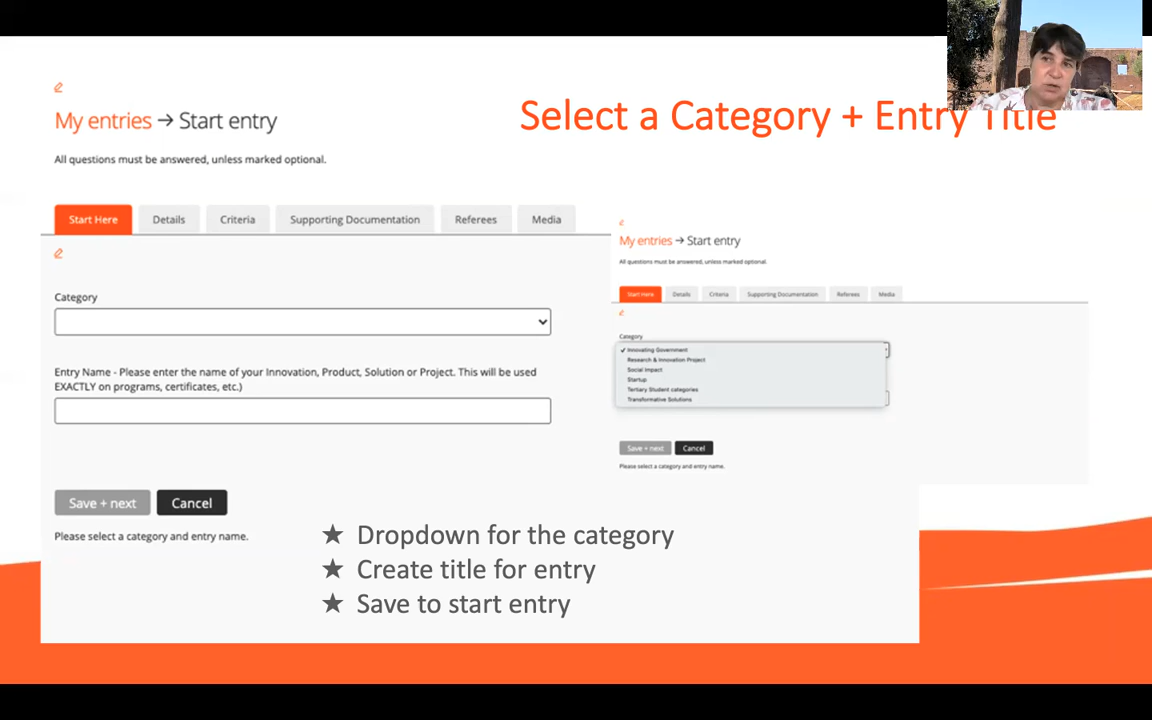 Select a Category + Entry Title
My entries → Start entry
All questions must be answered, unless marked optional.
Start Here
Details
Criteria
Supporting Documentation
Referees
Media
Category
Entry Name - Please enter the name of your Innovation, Product, Solution or Project. This will be used
EXACTLY on programs, certificates, etc.)
Save + next
Cancel
Please select a category and entry name.
My entries → Start entry
All questions must be answered, unless marked optional.
Start Here
Details
Criteria
Supporting Documentation
Referees
Media
Category
✓ Innovating Government
Research & Innovation Project
Social Impact
Startup
Tertiary Student categories
Transformative Solutions
Save + next
Cancel
Please select a category and entry name.
★ Dropdown for the category
★ Create title for entry
★ Save to start entry